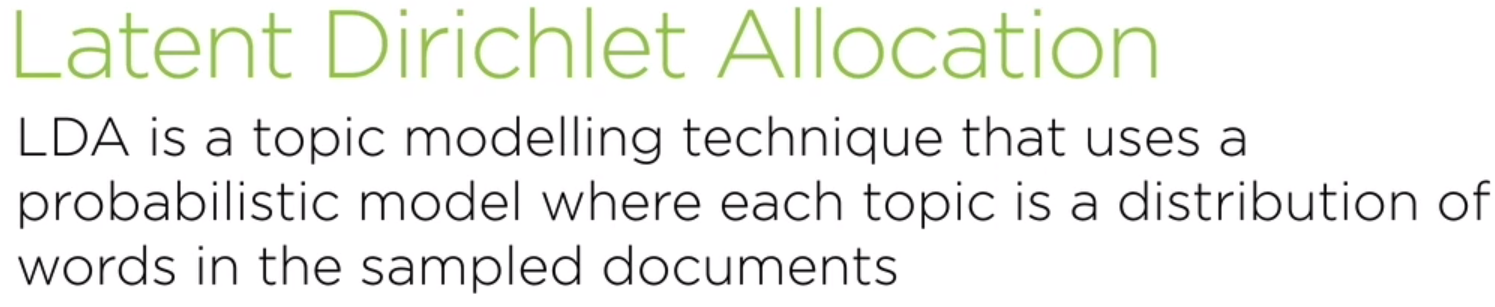 Latent Dirichlet Allocation
LDA is a topic modelling technique that uses a
probabilistic model where each topic is a distribution of
words in the sampled documents